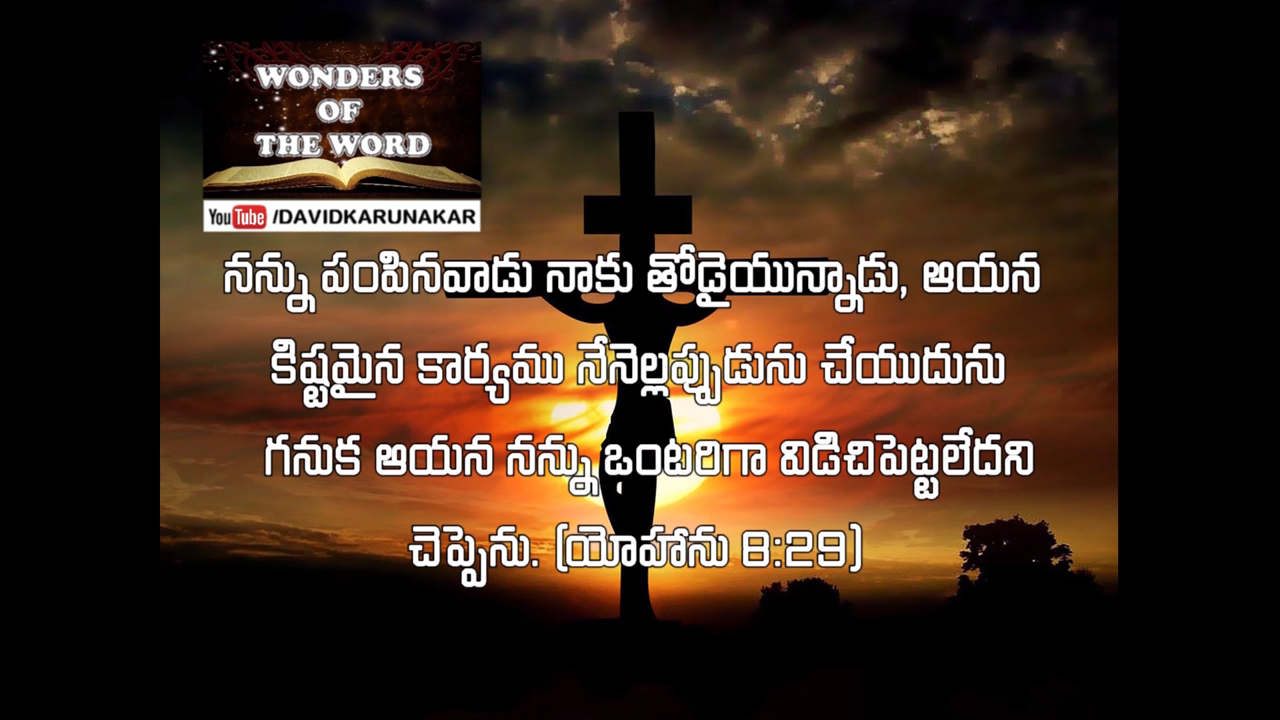 WONDERS
OF
THE WORD
YouTube /DAVIDKARUNAKAR
నన్ను పంపినవాడు నాకు తోడైయున్నాడు, ఆయన
కిష్టమైన కార్యము నేనెల్లప్పుడును చేయుదును
గనుక ఆయన నన్ను ఒంటరిగా విడిచిపెట్టలేదని
చెప్పెను. (యోహాను 8:29)